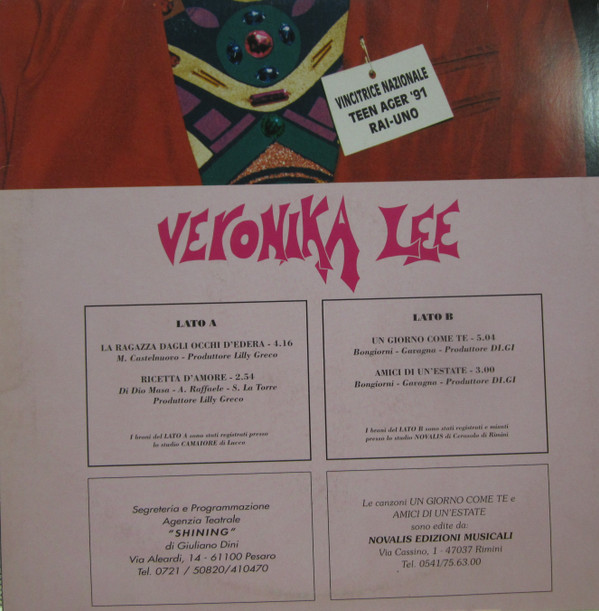 VINCITRICE NAZIONALE
TEEN AGER '91
RAI-UNO
VERONIKA LEE
LATO A
LA RAGAZZA DAGLI OCCHI D'EDERA - 4.16
M. Castelnuovo - Produttore Lilly Greco
RICETTA D'AMORE - 2.54
Di Dio Masa - A. Raffaele - S. La Torre
Produttore Lilly Greco
I brani del LATO A sono stati registrati presso
lo studio CAMAIORE di Lucca
LATO B
UN GIORNO COME TE - 5.04
Bongiorni - Garagna - Produttore DI.GI
AMICI DI UN'ESTATE - 3.00
Bongiorni - Garagna - Produttore DI.GI
I brani del LATO B sono stati registrati e mixati
presso lo studio NOVALIS di Cerasolo di Rimini
Segreteria e Programmazione
Agenzia Teatrale
"SHINING"
di Giuliano Dini
Via Aleardi, 14 - 61100 Pesaro
Tel. 0721 / 50820/410470
Le canzoni UN GIORNO COME TE e
AMICI DI UN'ESTATE
sono edite da:
NOVALIS EDIZIONI MUSICALI
Via Cassino, 1 - 47037 Rimini
Tel. 0541/75.63.00